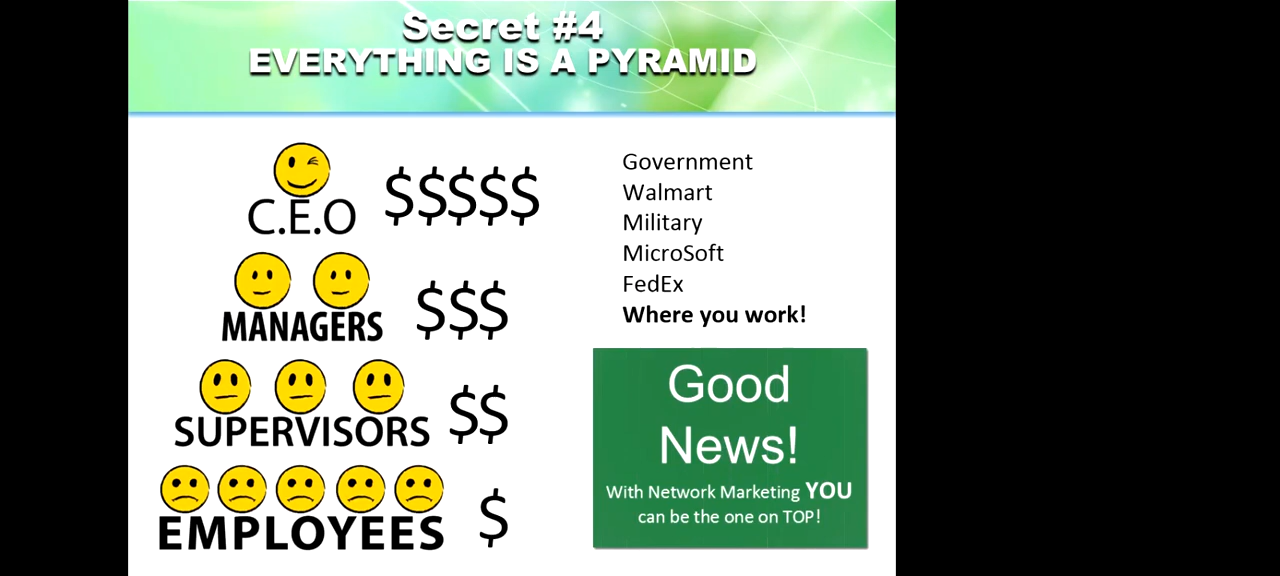 Secret #4
EVERYTHING IS A PYRAMID
C.E.O $$$$$
MANAGERS $$$
SUPERVISORS $$
EMPLOYEES $
Government
Walmart
Military
MicroSoft
FedEx
Where you work!
Good
News!
With Network Marketing YOU
can be the one on TOP!